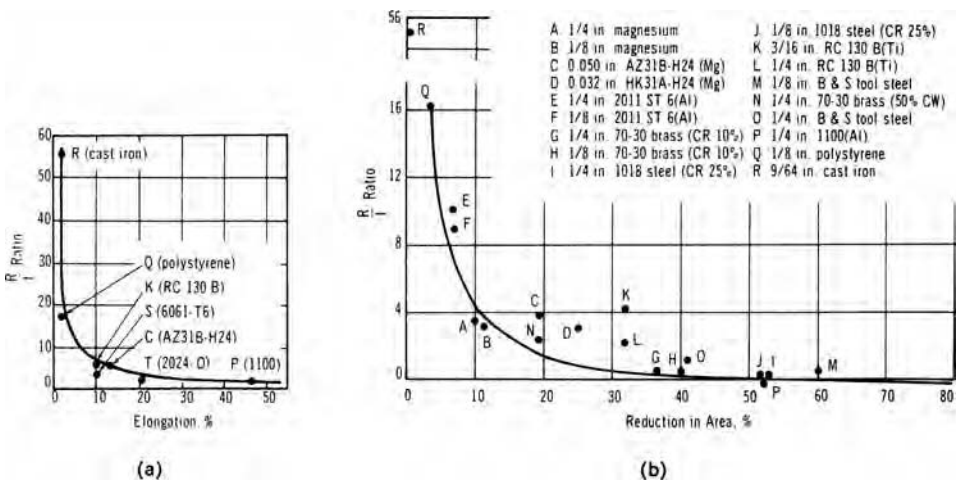 60
50
40
30
20
10
0
R/t Ratio
R (cast iron)
Q (polystyrene)
K (RC 130 B)
S (6061-T6)
C (AZ31B-H24)
T (2024-O) P (1100)
0 10 20 30 40 50%
Elongation, %
(a)
56
16
12
8
4
0
R/t Ratio
R
Q
E
F
A
B
C
N
D
K
L
G H O
J I
P
M
A 1/4 in magnesium
B 1/8 in magnesium
C 0.050 in AZ31B-H24 (Mg)
D 0.032 in HK31A-H24 (Mg)
E 1/4 in 2011 ST 6(Al)
F 1/8 in 2011 ST 6(Al)
G 1/4 in 70-30 brass (CR 10%)
H 1/8 in. 70-30 brass (CR 10%)
I 1/4 in 1018 steel (CR 25%)
J 1/8 in. 1018 steel (CR 25%)
K 3/16 in. RC 130 B(Ti)
L 1/4 in. RC 130 B(Ti)
M 1/8 in B & S tool steel
N 1/4 in. 70-30 brass (50% CW)
O 1/4 in B & S tool steel
P 1/4 in 1100(Al)
Q 1/8 in. polystyrene
R 9/64 in. cast iron
0 10 20 30 40 50 60 70 80
Reduction in Area, %
(b)